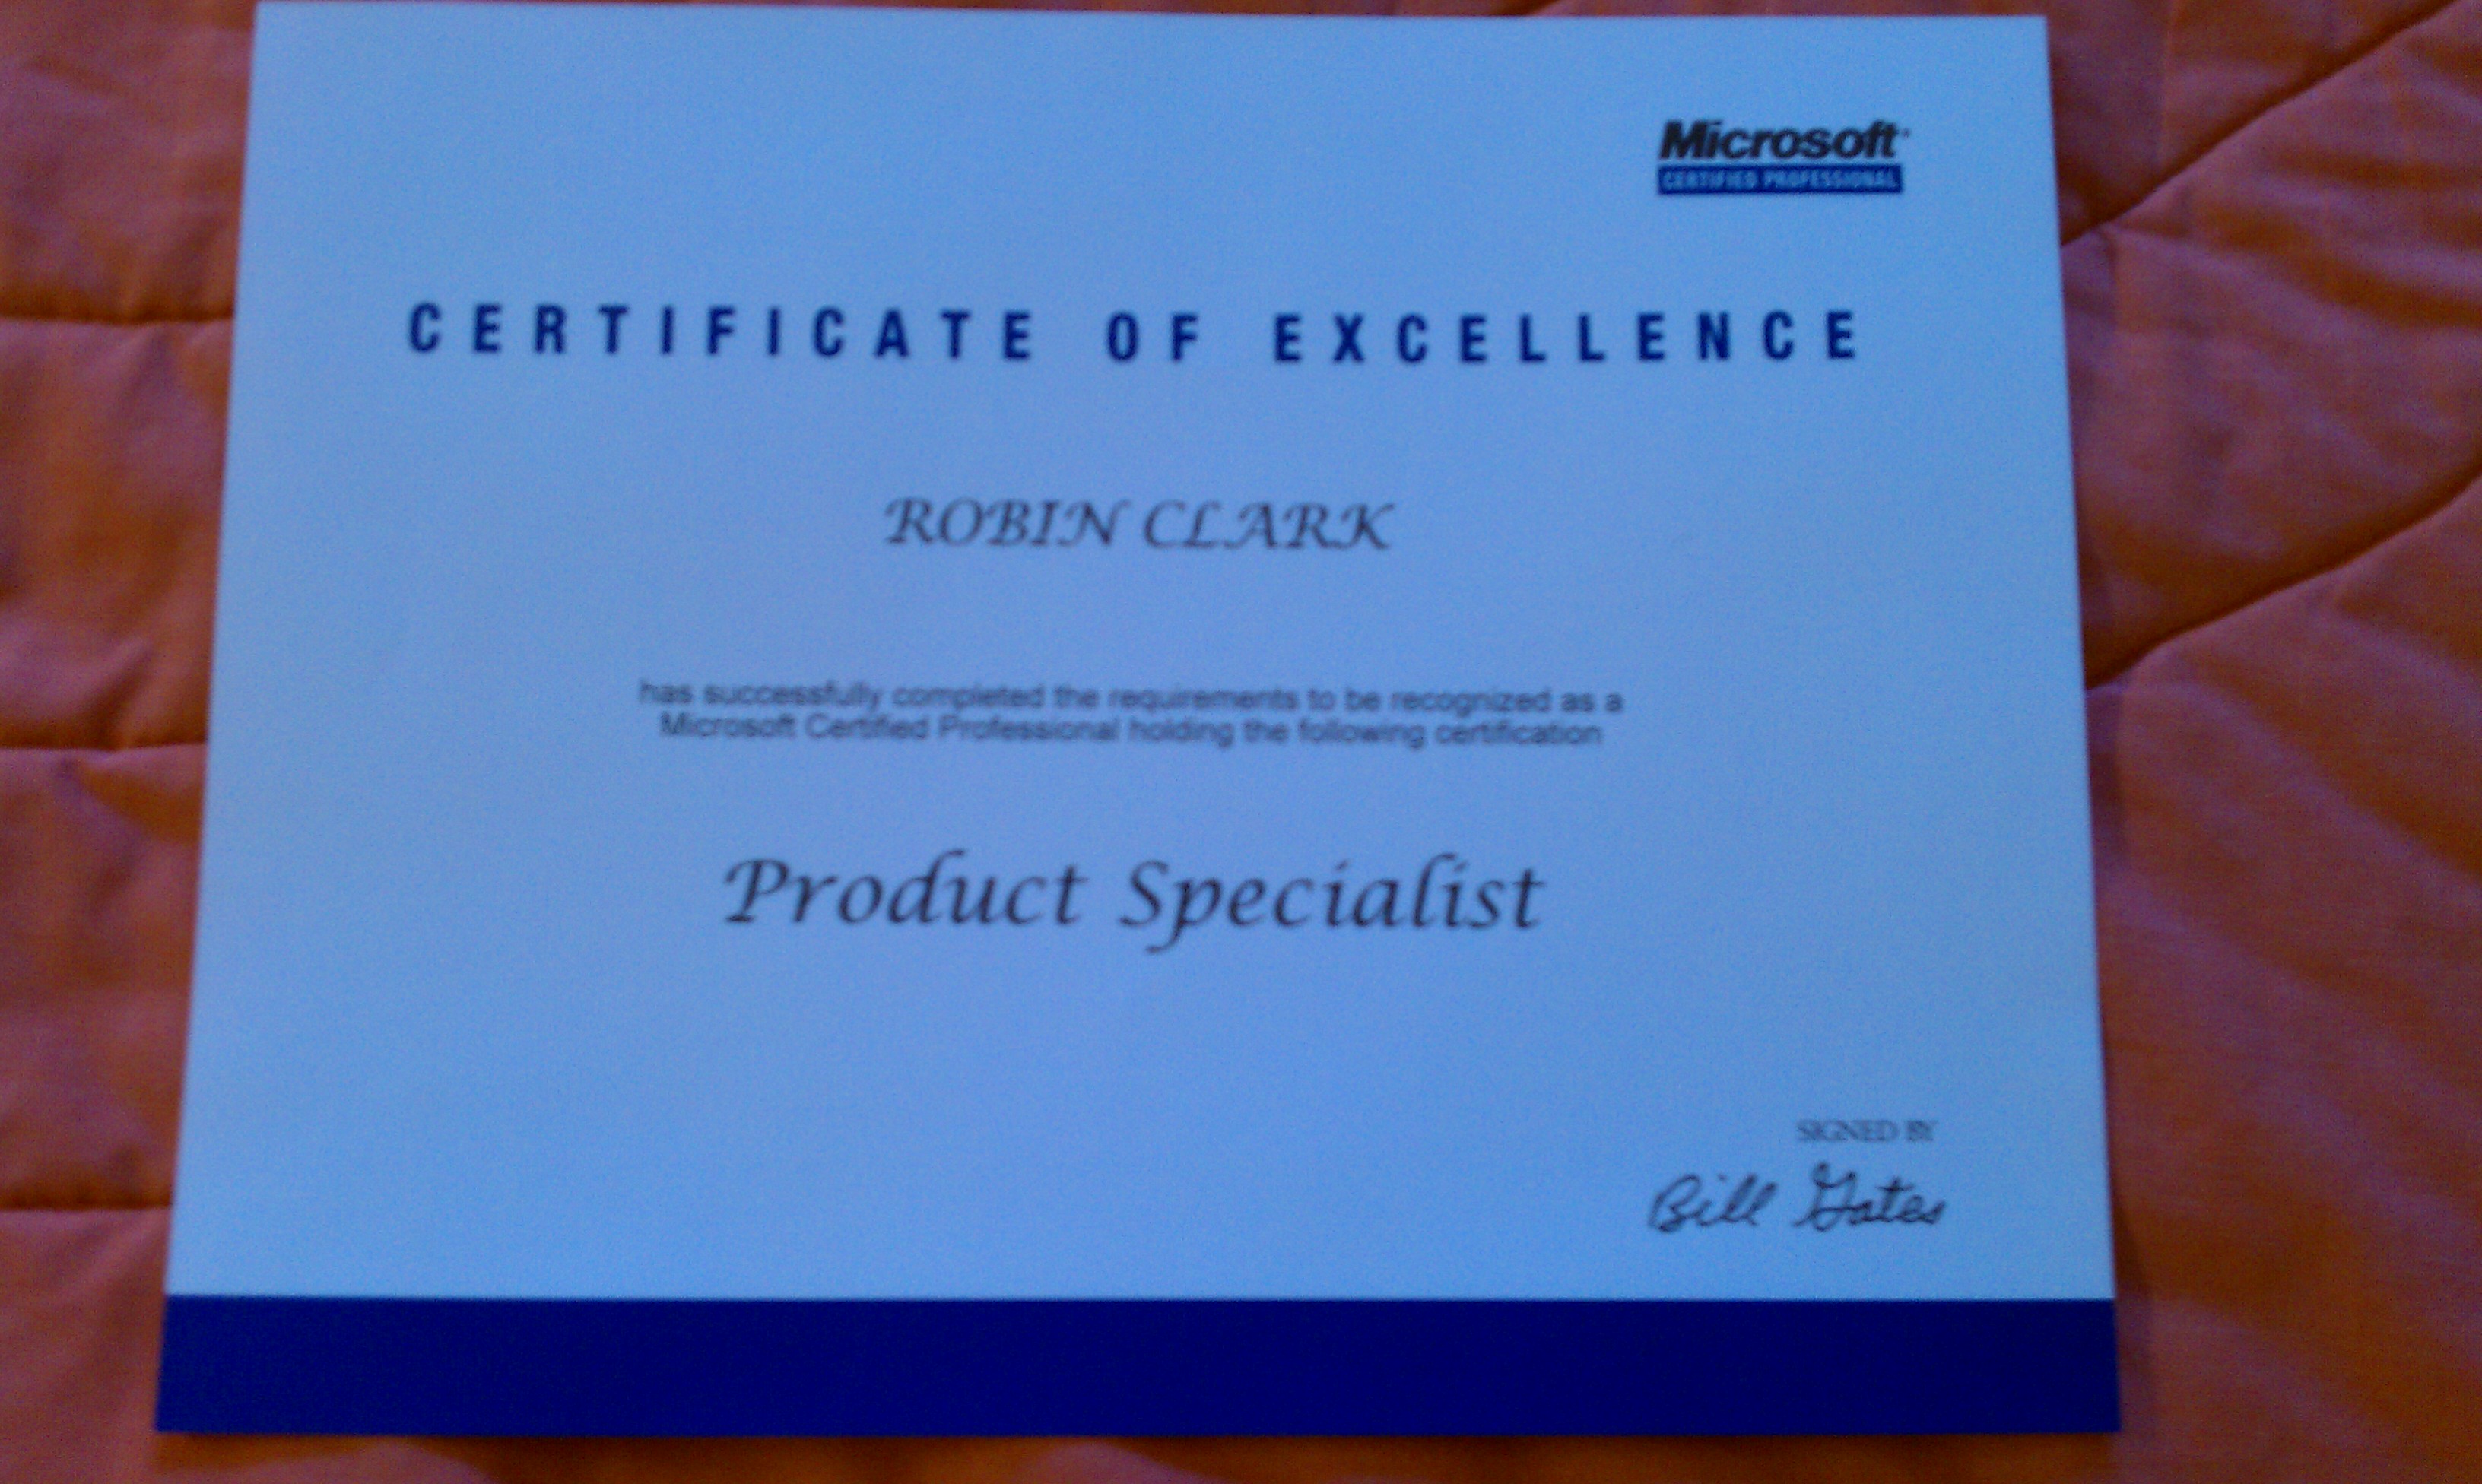 Microsoft
CERTIFIED PROFESSIONAL
CERTIFICATE OF EXCELLENCE
ROBIN CLARK
has successfully completed the requirements to be recognized as a
Microsoft Certified Professional holding the following certification
Product Specialist
SIGNED BY
Bill Gates